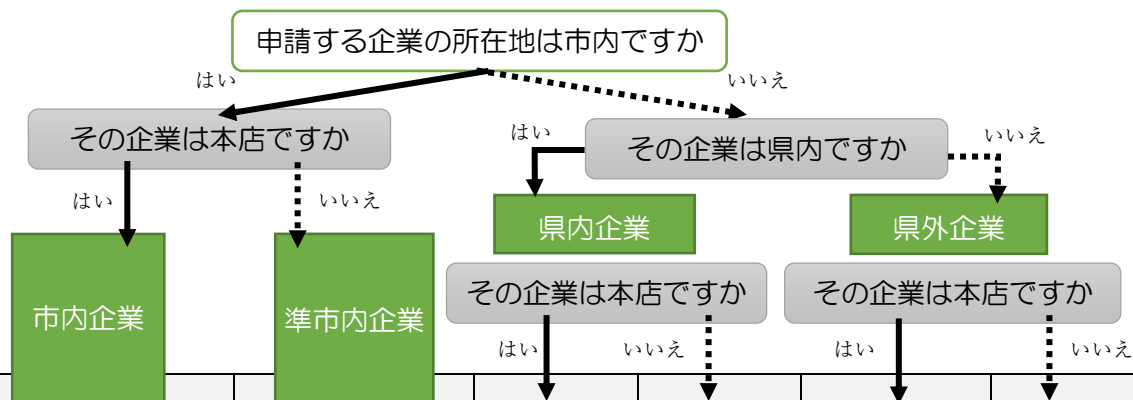 申請する企業の所在地は市内ですか
はい
いいえ
その企業は本店ですか
はい
その企業は県内ですか
いいえ
はい
いいえ
県内企業
県外企業
市内企業
準市内企業
その企業は本店ですか
その企業は本店ですか
はい
いいえ
はい
いいえ